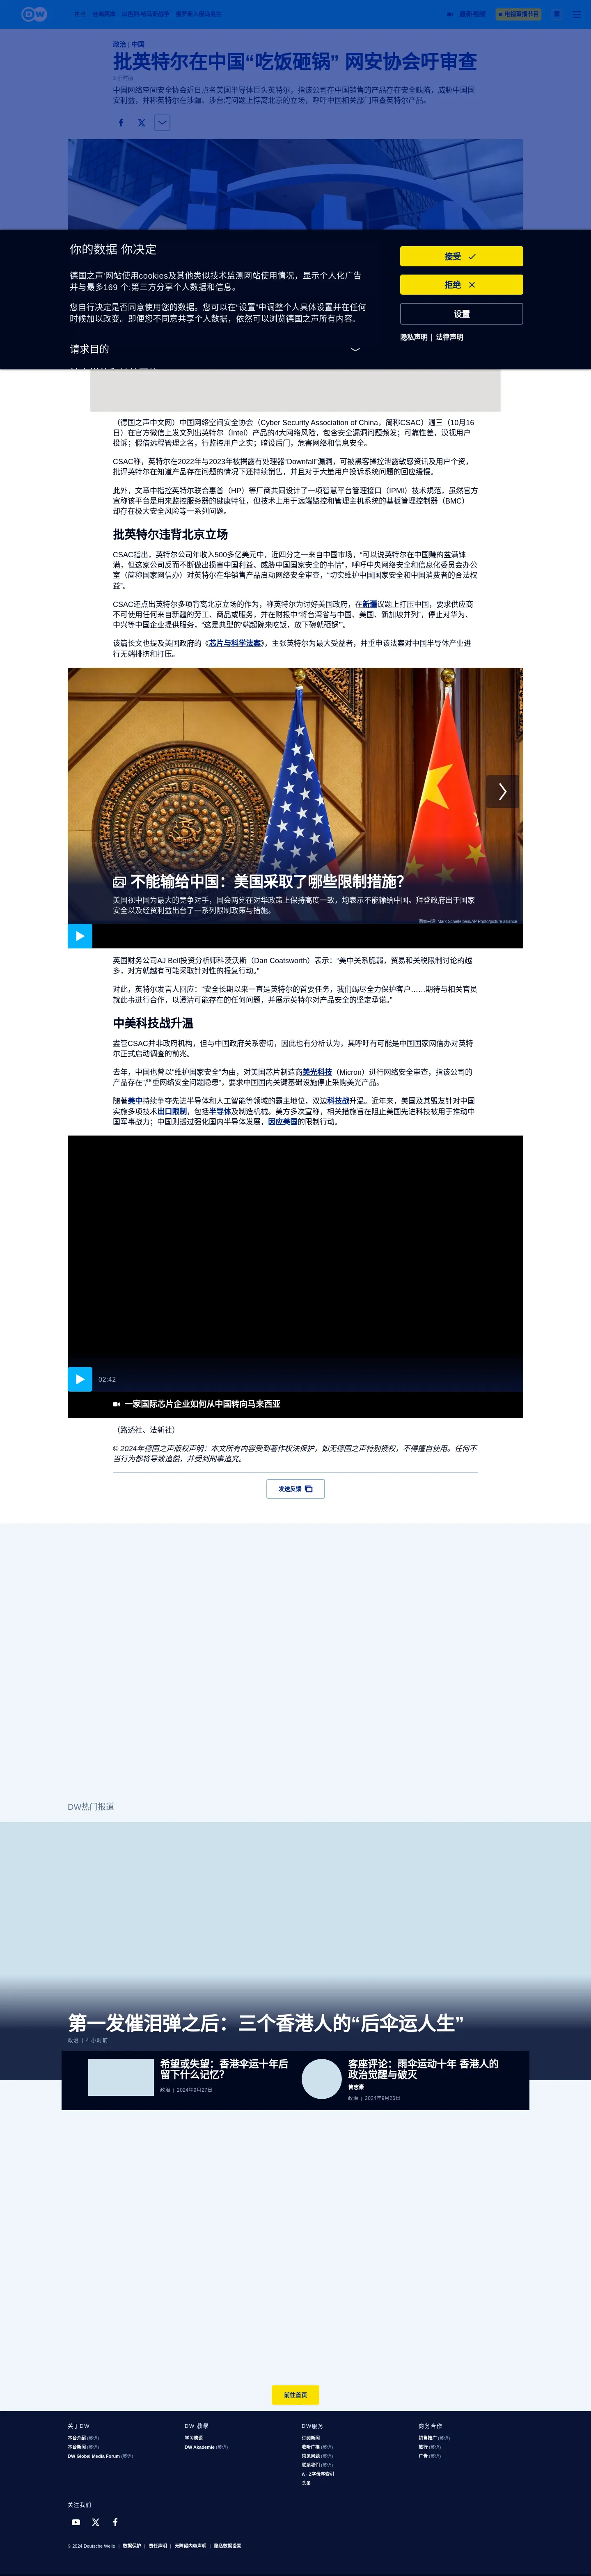 DW
最新视频
电视直播节目
繁
政治 | 中国
批英特尔在中国“吃饭砸锅” 网安协会吁审查
中国网络空间安全协会近日点名美国半导体巨头英特尔，指该公司在中国销售的产品存在安全缺陷，威胁中国国
安利益，并称英特尔在涉疆、涉台湾问题上悖离北京的立场，呼吁中国相关部门审查英特尔产品。
你的数据 你决定
德国之声'网站使用cookies及其他类似技术监测网站使用情况，显示个人化广告
并与多169 个;第三方分享个人数据和信息。
您自行决定是否同意使用您的数据。您可以在“设置”中调整个人具体设置并在任何
时候加以改变。即便您不同意共享个人数据，依然可以浏览德国之声所有内容。
请求目的
接受
拒绝
设置
隐私声明 | 法律声明
（德国之声中文网）中国网络空间安全协会（Cyber Security Association of China，简称CSAC）週三（10月16
日）在官方微信上发文列出英特尔（Intel）产品的4大网络风险，包含安全漏洞问题频发；可靠性差，漠视用户
投诉；假借远程管理之名，行监控用户之实；暗设后门，危害网络和信息安全。
CSAC称，英特尔在2022年与2023年被揭露有处理器“Downfall”漏洞，可被黑客操控泄露敏感资讯及用户个资，
批评英特尔在知道产品存在问题的情况下还持续销售，并且对于大量用户投诉系统问题的回应缓慢。
此外，文章中指控英特尔联合惠普（HP）等厂商共同设计了一项智慧平台管理接口（IPMI）技术规范，虽然官方
宣称该平台是用来监控服务器的健康特征，但技术上用于远端监控和管理主机系统的基板管理控制器（BMC）
却存在极大安全风险等一系列问题。
批英特尔违背北京立场
CSAC指出，英特尔公司年收入500多亿美元中，近四分之一来自中国市场，“可以说英特尔在中国赚的盆满钵
满，但这家公司反而不断做出损害中国利益、威胁中国国家安全的事情”，呼吁中央网络安全和信息化委员会办公
室（简称国家网信办）对英特尔在华销售产品启动网络安全审查，“切实维护中国国家安全和中国消费者的合法权
益”。
CSAC还点出英特尔多项背离北京立场的作为，称英特尔为讨好美国政府，在新疆议题上打压中国，要求供应商
不可使用任何来自新疆的劳工、商品或服务，并在财报中“将台湾省与中国、美国、新加坡并列”，停止对华为、
中兴等中国企业提供服务，“这是典型的‘端起碗来吃饭，放下碗就砸锅’”。
该篇长文也提及美国政府的《芯片与科学法案》，主张英特尔为最大受益者，并重申该法案对中国半导体产业进
行无端排挤和打压。
不能输给中国：美国采取了哪些限制措施？
美国视中国为最大的竞争对手，国会两党在对华政策上保持高度一致，均表示不能输给中国。拜登政府出于国家
安全以及经贸利益出台了一系列限制政策与措施。
图像来源: Mark Schiefelbein/AP Photo/picture alliance
英国财务公司AJ Bell投资分析师科茨沃斯（Dan Coatsworth）表示：“美中关系脆弱，贸易和关税限制讨论的越
多，对方就越有可能采取针对性的报复行动。”
对此，英特尔发言人回应：“安全长期以来一直是英特尔的首要任务，我们竭尽全力保护客户……期待与相关官员
就此事进行合作，以澄清可能存在的任何问题，并展示英特尔对产品安全的坚定承诺。”
中美科技战升温
盡管CSAC并非政府机构，但与中国政府关系密切，因此也有分析认为，其呼吁有可能是中国国家网信办对英特
尔正式启动调查的前兆。
去年，中国也曾以“维护国家安全”为由，对美国芯片制造商美光科技（Micron）进行网络安全审查，指该公司的
产品存在“严重网络安全问题隐患”，要求中国国内关键基础设施停止采购美光产品。
随著美中持续争夺先进半导体和人工智能等领域的霸主地位，双边科技战升温。近年来，美国及其盟友针对中国
实施多项技术出口限制，包括半导体及制造机械。美方多次宣称，相关措施旨在阻止美国先进科技被用于推动中
国军事战力；中国则透过强化国内半导体发展，因应美国的限制行动。
02:42
一家国际芯片企业如何从中国转向马来西亚
（路透社、法新社）
© 2024年德国之声版权声明：本文所有内容受到著作权法保护，如无德国之声特别授权，不得擅自使用。任何不
当行为都将导致追偿，并受到刑事追究。
发送反馈
DW热门报道
第一发催泪弹之后：三个香港人的“后伞运人生”
政治 | 4 小时前
希望或失望：香港伞运十年后
留下什么记忆？
政治 | 2024年9月27日
客座评论：雨伞运动十年 香港人的
政治觉醒与破灭
曾志豪
政治 | 2024年9月26日
前往首页
关于DW
本台介绍 (英语)
本台新闻 (英语)
DW Global Media Forum (英语)
DW 教學
学习德语
DW Akademie (英语)
DW服务
订阅新闻
收听广播 (英语)
常见问题 (英语)
联系我们 (英语)
A - Z字母序索引
头条
商务合作
销售推广 (英语)
旅行 (英语)
广告 (英语)
关注我们
© 2024 Deutsche Welle | 数据保护 | 责任声明 | 无障碍内容声明 | 隐私数据设置